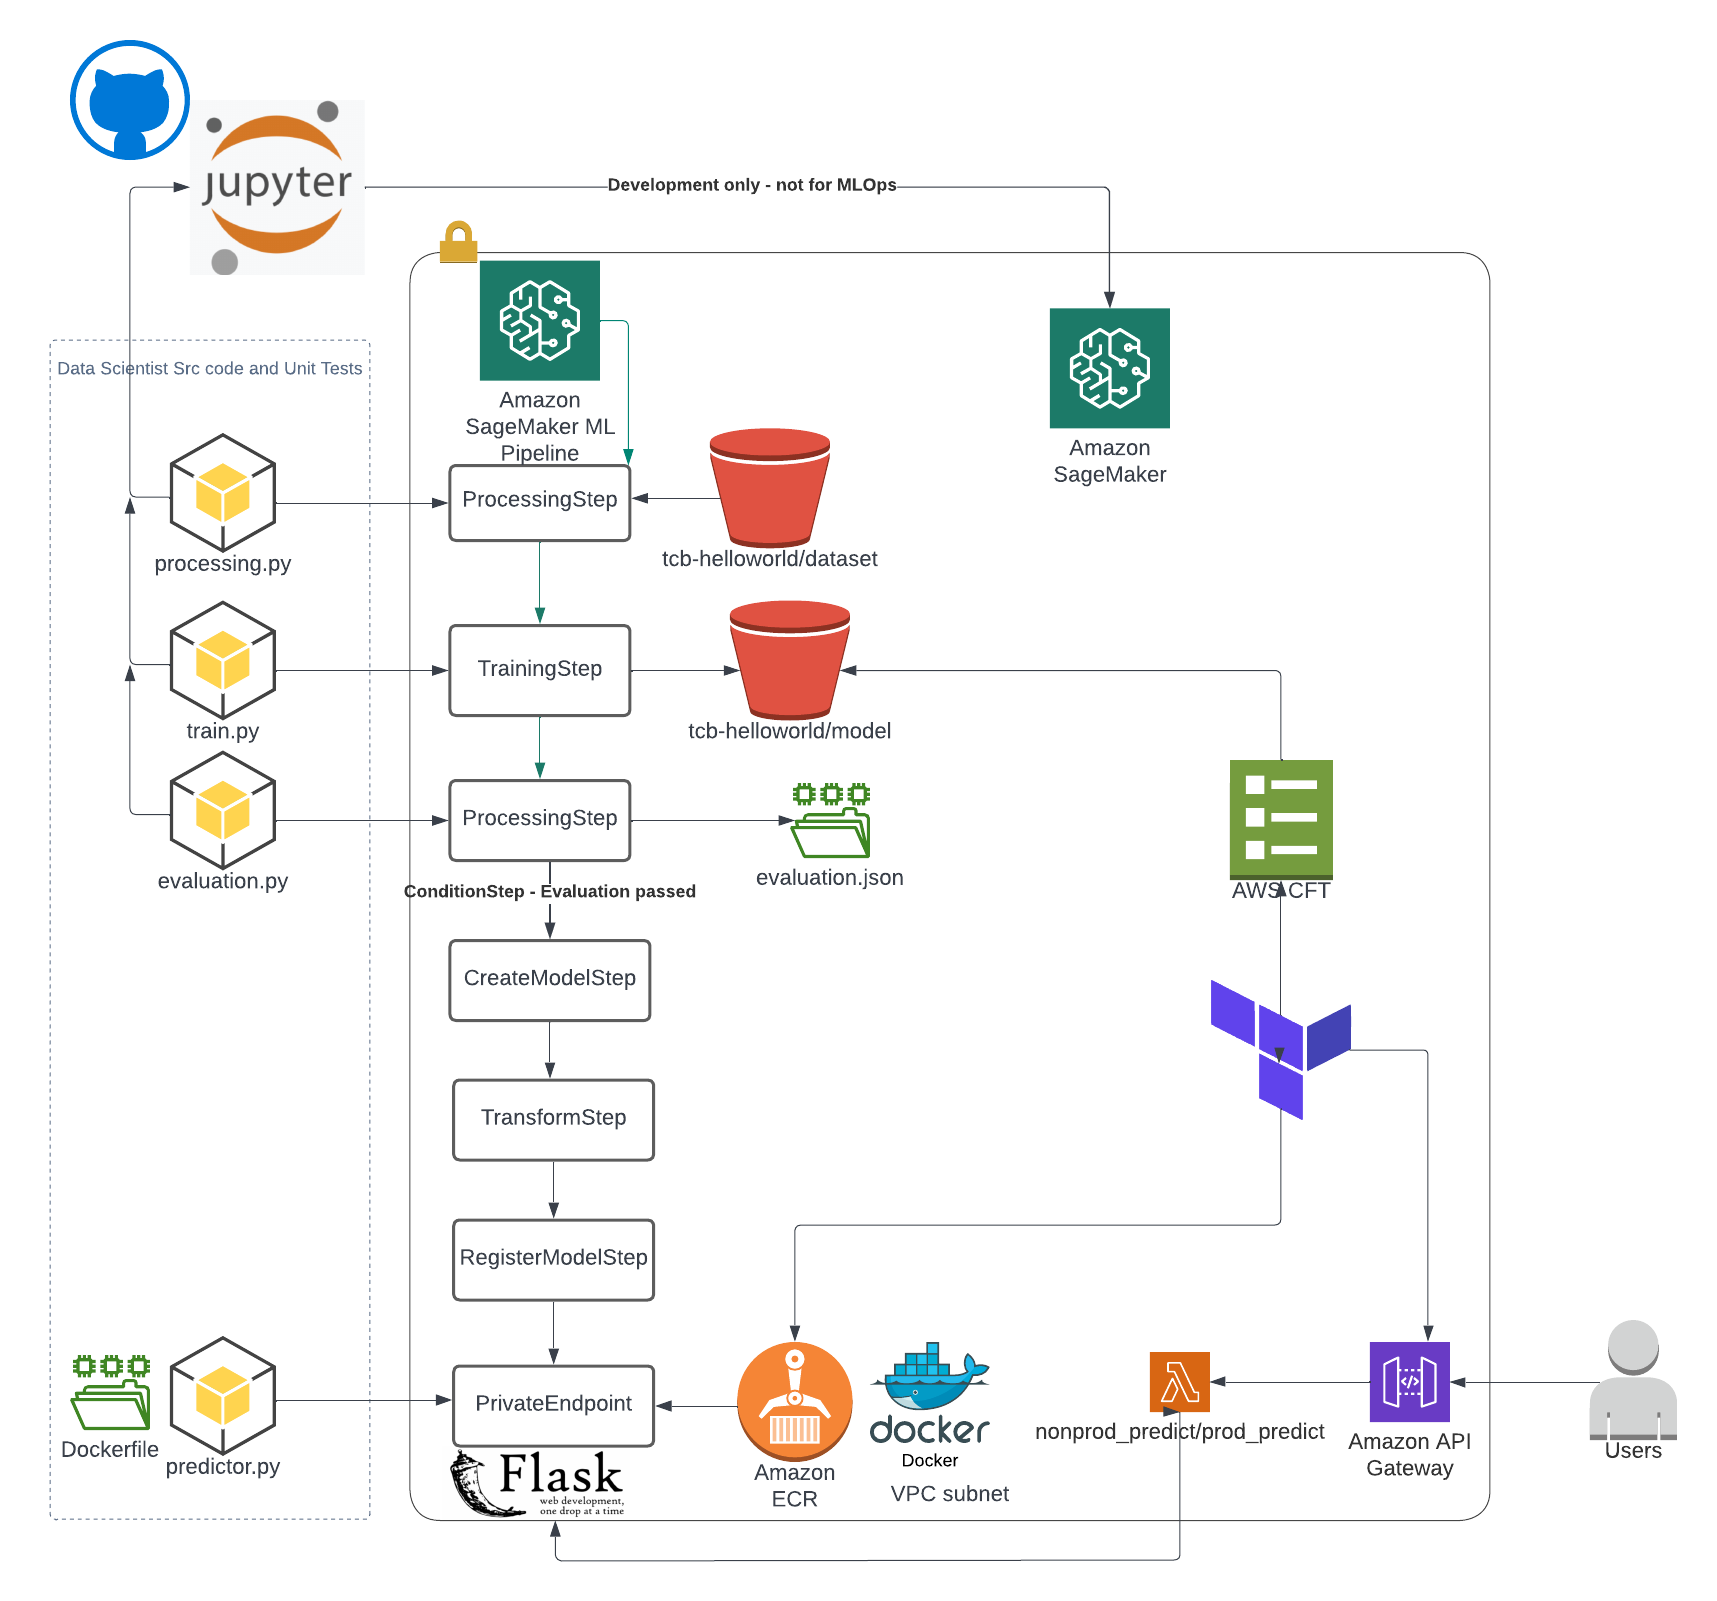 jupyter
Development only - not for MLOps
Data Scientist Src code and Unit Tests
Amazon
SageMaker ML
Pipeline
Amazon
SageMaker
processing.py
ProcessingStep
tcb-helloworld/dataset
train.py
TrainingStep
tcb-helloworld/model
evaluation.py
ProcessingStep
evaluation.json
AWS CFT
ConditionStep - Evaluation passed
CreateModelStep
TransformStep
RegisterModelStep
Dockerfile
predictor.py
PrivateEndpoint
Flask
web development,
one drop at a time
Amazon
ECR
docker
Docker
VPC subnet
nonprod_predict/prod_predict
</>
Amazon API
Gateway
Users